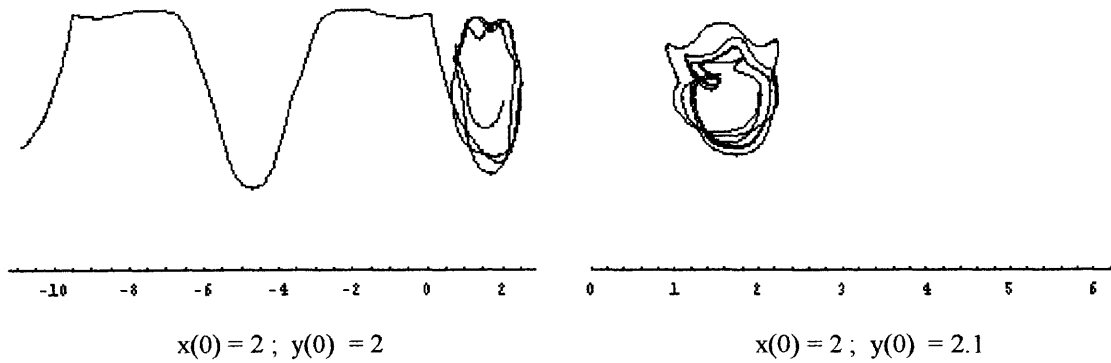 -10 -8 -6 -4 -2 0 2
0 1 2 3 4 5 6
x(0) = 2 ; y(0) = 2
x(0) = 2 ; y(0) = 2.1